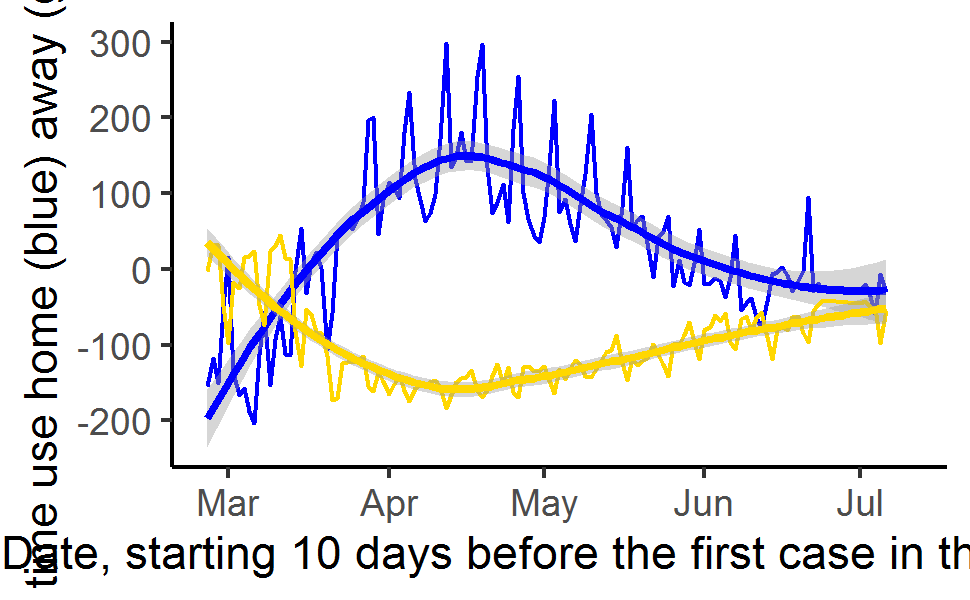 time use home (blue) away (g
300
200
100
0
-100
-200
Mar Apr May Jun Jul
Date, starting 10 days before the first case in th